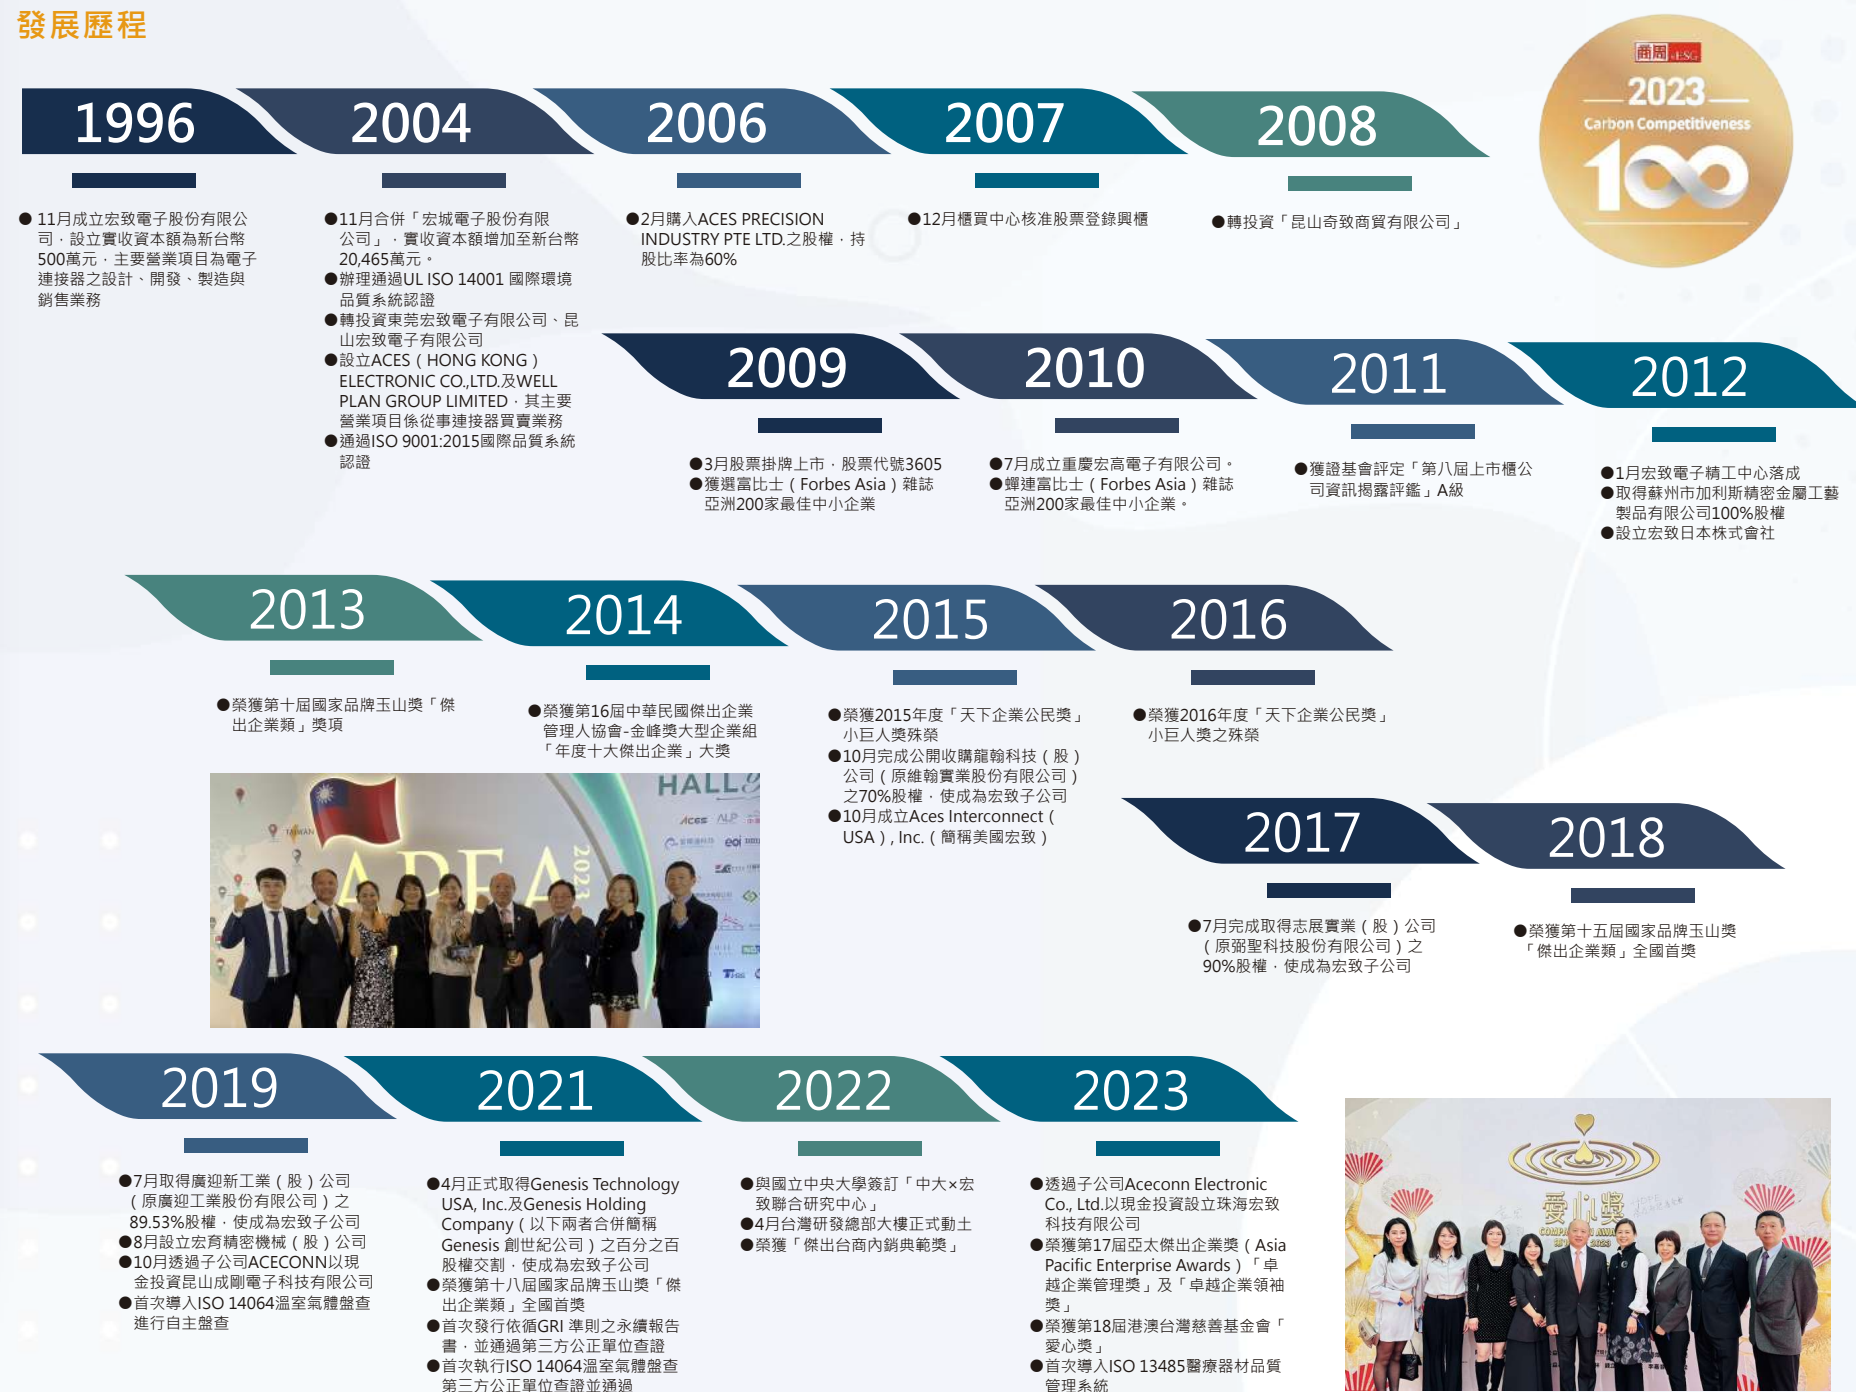 發展歷程
商周 ESG
2023
Carbon Competitiveness
100
1996
● 11月成立宏致電子股份有限公
司，設立實收資本額為新台幣
500萬元，主要營業項目為電子
連接器之設計、開發、製造與
銷售業務
2004
●11月合併「宏城電子股份有限
公司」，實收資本額增加至新台幣
20,465萬元。
●辦理通過UL ISO 14001 國際環境
品質系統認證
●轉投資東莞宏致電子有限公司、昆
山宏致電子有限公司
●設立ACES（HONG KONG）
ELECTRONIC CO.,LTD.及WELL
PLAN GROUP LIMITED，其主要
營業項目係從事連接器買賣業務
●通過ISO 9001:2015國際品質系統
認證
2006
●2月購入ACES PRECISION
INDUSTRY PTE LTD.之股權，持
股比率為60%
2007
●12月櫃買中心核准股票登錄興櫃
2008
●轉投資「昆山奇致商貿有限公司」
2009
●3月股票掛牌上市，股票代號3605
●獲選富比士（Forbes Asia）雜誌
亞洲200家最佳中小企業
2010
●7月成立重慶宏高電子有限公司。
●蟬連富比士（Forbes Asia）雜誌
亞洲200家最佳中小企業。
2011
●獲證基會評定「第八屆上市櫃公
司資訊揭露評鑑」A級
2012
●1月宏致電子精工中心落成
●取得蘇州市加利斯精密金屬工藝
製品有限公司100%股權
●設立宏致日本株式會社
2013
●榮獲第十屆國家品牌玉山獎「傑
出企業類」獎項
2014
●榮獲第16屆中華民國傑出企業
管理人協會-金峰獎大型企業組
「年度十大傑出企業」大獎
2015
●榮獲2015年度「天下企業公民獎」
小巨人獎殊榮
●10月完成公開收購龍翰科技（股）
公司（原維翰實業股份有限公司）
之70%股權，使成為宏致子公司
●10月成立Aces Interconnect（
USA）, Inc.（簡稱美國宏致）
2016
●榮獲2016年度「天下企業公民獎」
小巨人獎之殊榮
HALL
TAIWAN
APEA
2023
ACES ALP
eoi
2017
●7月完成取得志展實業（股）公司
（原弼聖科技股份有限公司）之
90%股權，使成為宏致子公司
2018
●榮獲第十五屆國家品牌玉山獎
「傑出企業類」全國首獎
2019
●7月取得廣迎新工業（股）公司
（原廣迎工業股份有限公司）之
89.53%股權，使成為宏致子公司
●8月設立宏育精密機械（股）公司
●10月透過子公司ACECONN以現
金投資昆山成剛電子科技有限公司
●首次導入ISO 14064溫室氣體盤查
進行自主盤查
2021
●4月正式取得Genesis Technology
USA, Inc.及Genesis Holding
Company（以下兩者合併簡稱
Genesis 創世紀公司）之百分之百
股權交割，使成為宏致子公司
●榮獲第十八屆國家品牌玉山獎「傑
出企業類」全國首獎
●首次發行依循GRI 準則之永續報告
書，並通過第三方公正單位查證
●首次執行ISO 14064溫室氣體盤查
第三方公正單位查證並通過
2022
●與國立中央大學簽訂「中大×宏
致聯合研究中心」
●4月台灣研發總部大樓正式動土
●榮獲「傑出台商內銷典範獎」
2023
●透過子公司Aceconn Electronic
Co., Ltd.以現金投資設立珠海宏致
科技有限公司
●榮獲第17屆亞太傑出企業獎（Asia
Pacific Enterprise Awards）「卓
越企業管理獎」及「卓越企業領袖
獎」
●榮獲第18屆港澳台灣慈善基金會「
愛心獎」
●首次導入ISO 13485醫療器材品質
管理系統
愛心獎